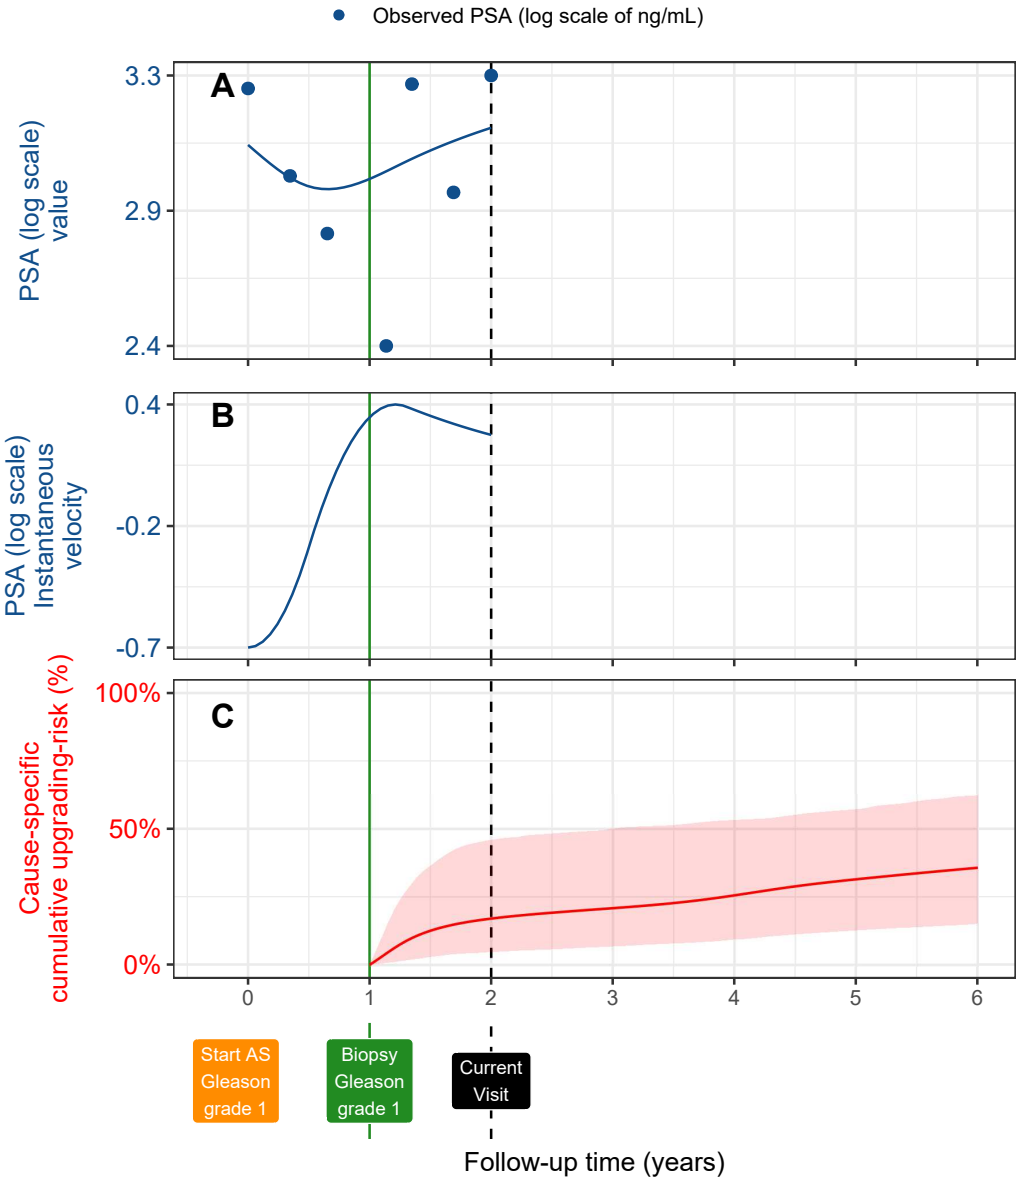 Observed PSA (log scale of ng/mL)
A
PSA (log scale)
value
3.3
2.9
2.4
B
PSA (log scale)
Instantaneous
velocity
0.4
-0.2
-0.7
C
Cause-specific
cumulative upgrading-risk (%)
100%
50%
0%
0 1 2 3 4 5 6
Start AS
Gleason
grade 1
Biopsy
Gleason
grade 1
Current
Visit
Follow-up time (years)